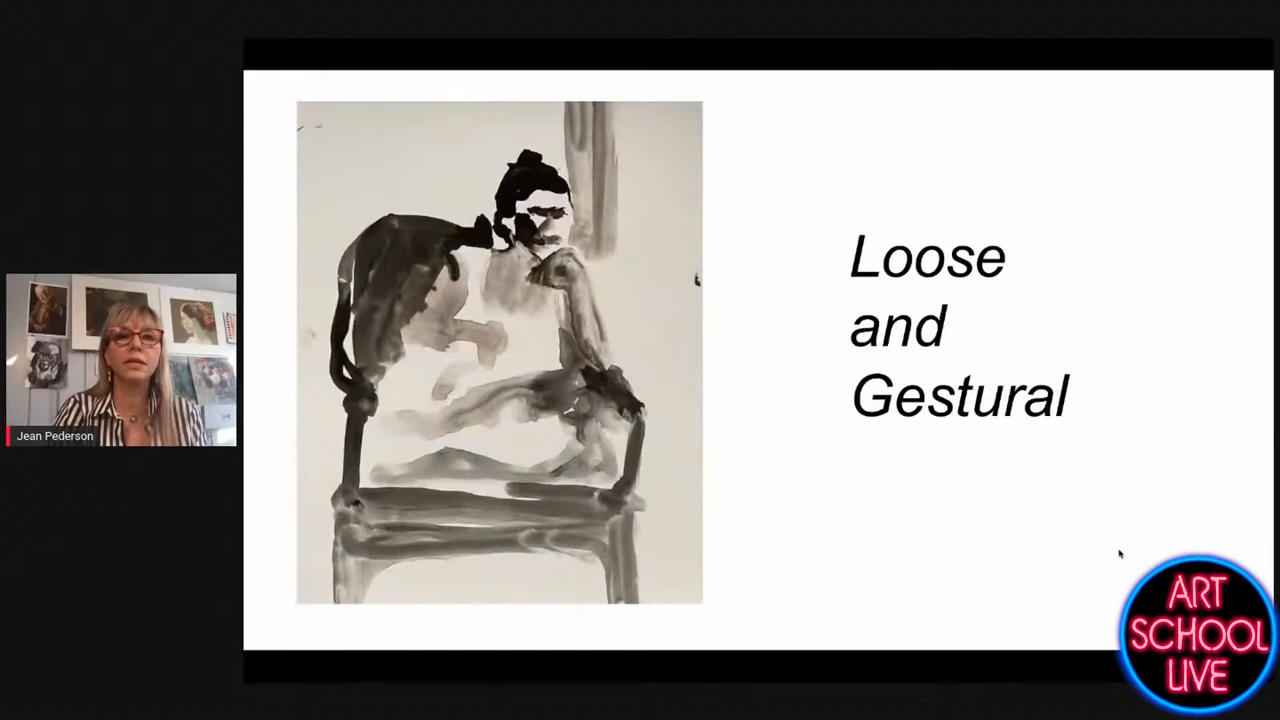 Loose
and
Gestural
Jean Pederson
ART
SCHOOL
LIVE